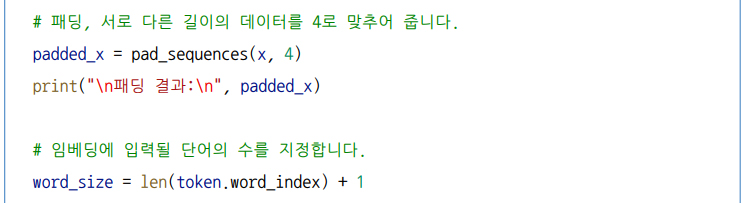 # 패딩, 서로 다른 길이의 데이터를 4로 맞추어 줍니다.
padded_x = pad_sequences(x, 4)
print("\n패딩 결과:\n", padded_x)
# 임베딩에 입력될 단어의 수를 지정합니다.
word_size = len(token.word_index) + 1